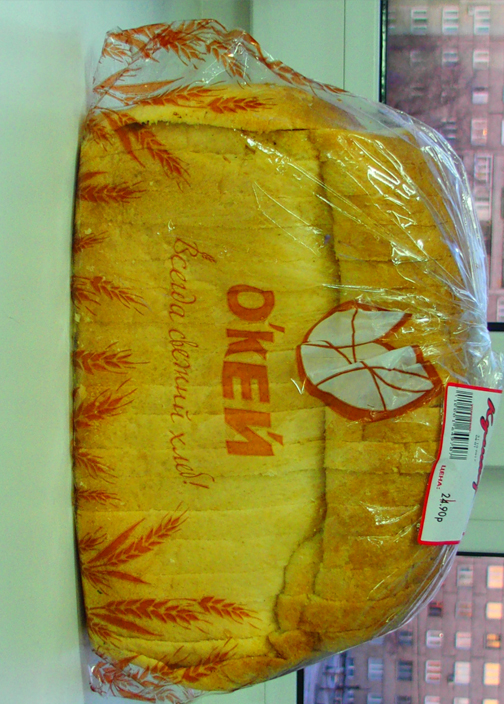 О'КЕЙ
Всегда свежий хлеб!
ЦЕНА: 24.90р